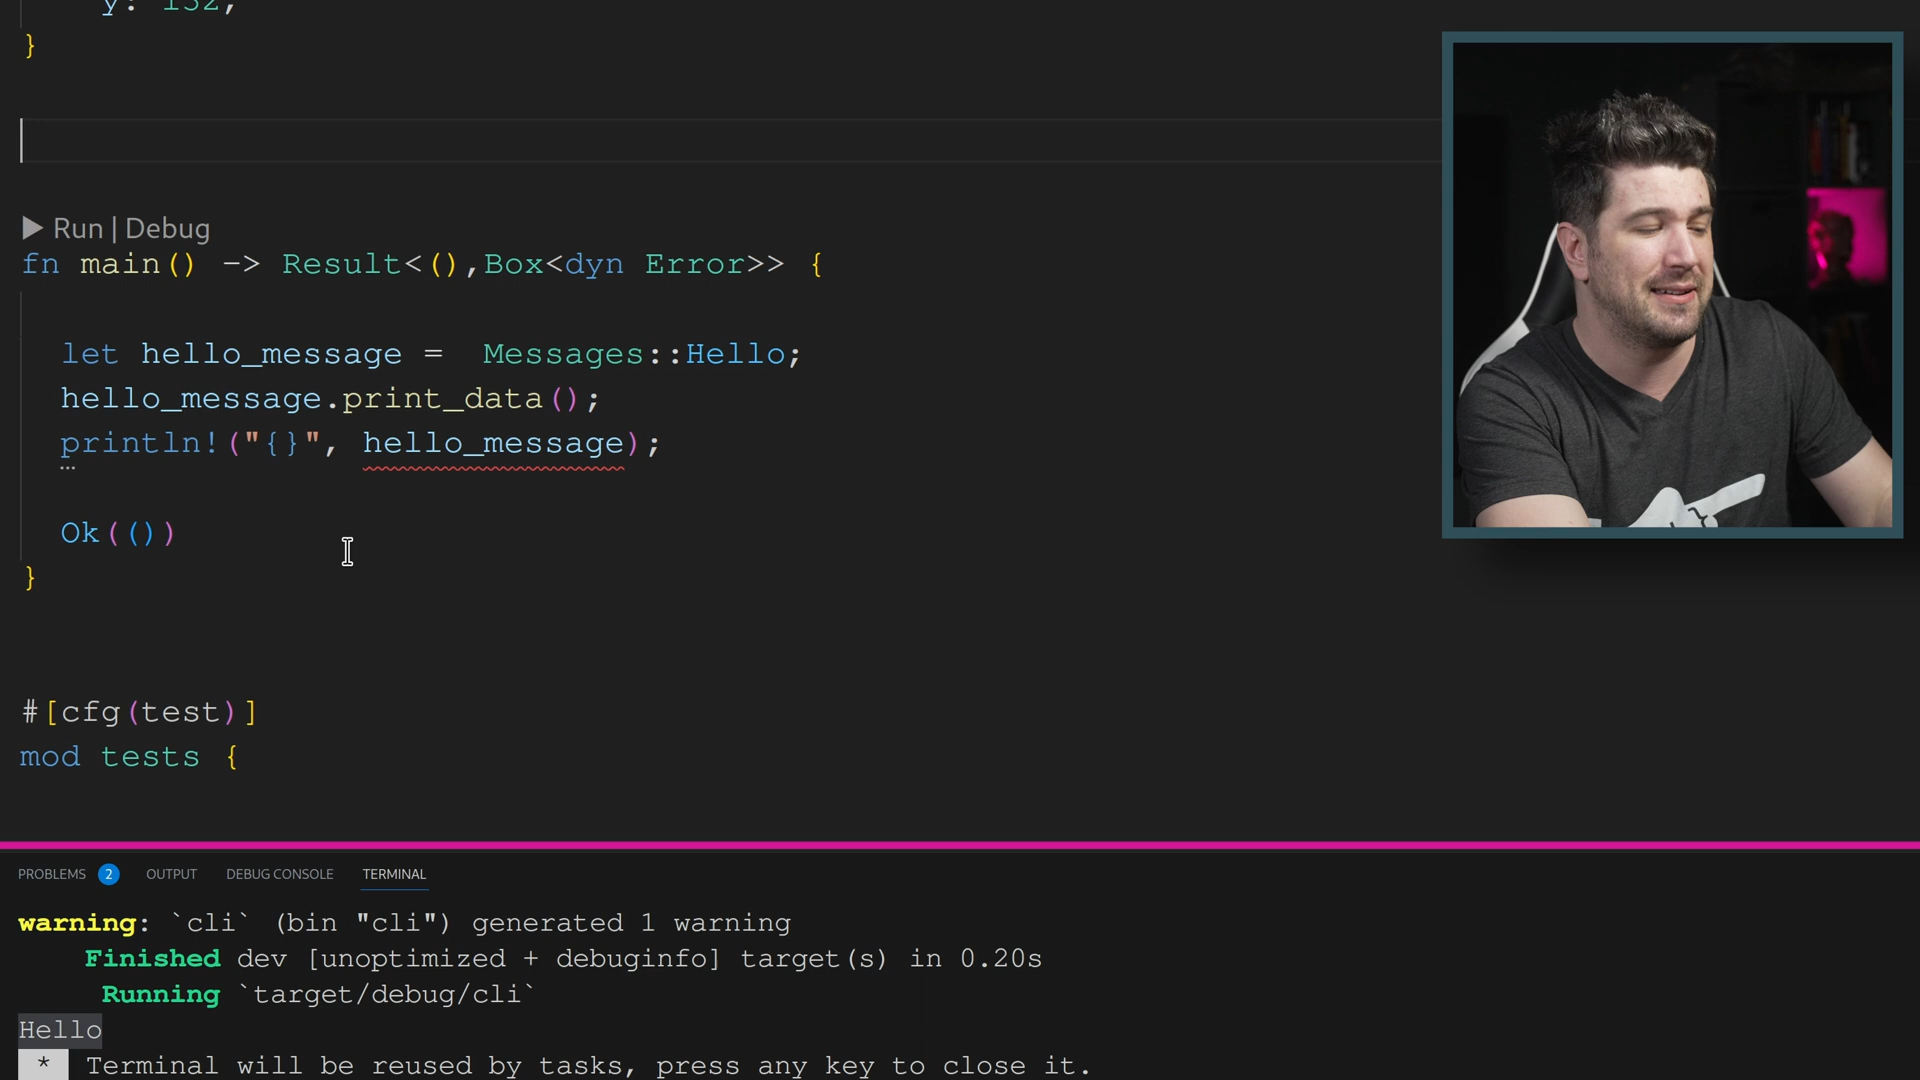 y: 132,
}
Run | Debug
fn main() -> Result<(),Box<dyn Error>> {
let hello_message =  Messages::Hello;
hello_message.print_data();
println!("{}", hello_message);
Ok(())
}
#[cfg(test)]
mod tests {
PROBLEMS 2 OUTPUT DEBUG CONSOLE TERMINAL
warning: `cli` (bin "cli") generated 1 warning
Finished dev [unoptimized + debuginfo] target(s) in 0.20s
Running `target/debug/cli`
Hello
* Terminal will be reused by tasks, press any key to close it.